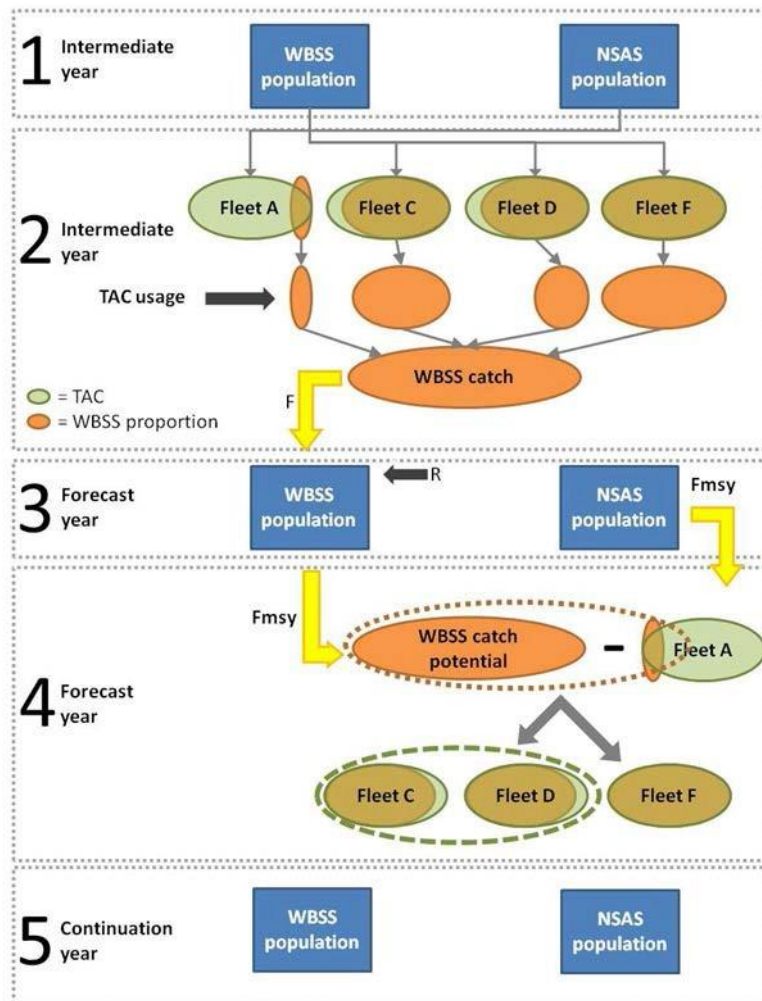 1
Intermediate
year
WBSS
population
NSAS
population
2
Intermediate
year
Fleet A
Fleet C
Fleet D
Fleet F
TAC usage
WBSS catch
= TAC
= WBSS proportion
F
3
Forecast
year
WBSS
population
R
NSAS
population
Fmsy
4
Forecast
year
Fmsy
WBSS catch
potential
-
Fleet A
Fleet C
Fleet D
Fleet F
5
Continuation
year
WBSS
population
NSAS
population